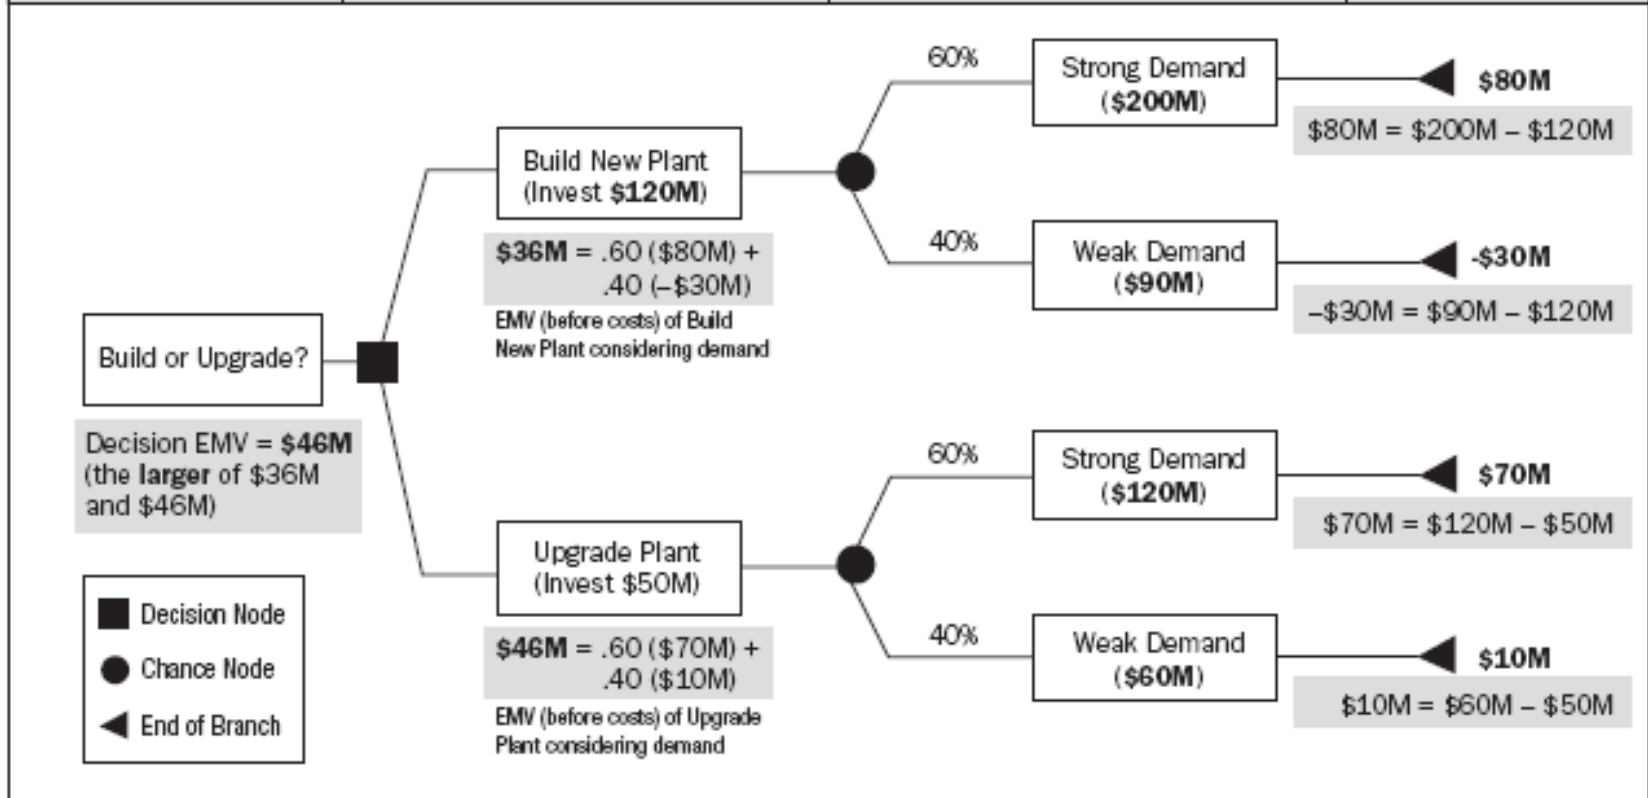 Build or Upgrade?
Decision EMV = $46M
(the larger of $36M
and $46M)
Decision Node
Chance Node
End of Branch
Build New Plant
(Invest $120M)
$36M = .60 ($80M) +
.40 (–$30M)
EMV (before costs) of Build
New Plant considering demand
Upgrade Plant
(Invest $50M)
$46M = .60 ($70M) +
.40 ($10M)
EMV (before costs) of Upgrade
Plant considering demand
60%
Strong Demand
($200M)
$80M
$80M = $200M – $120M
40%
Weak Demand
($90M)
-$30M
–$30M = $90M – $120M
60%
Strong Demand
($120M)
$70M
$70M = $120M – $50M
40%
Weak Demand
($60M)
$10M
$10M = $60M – $50M